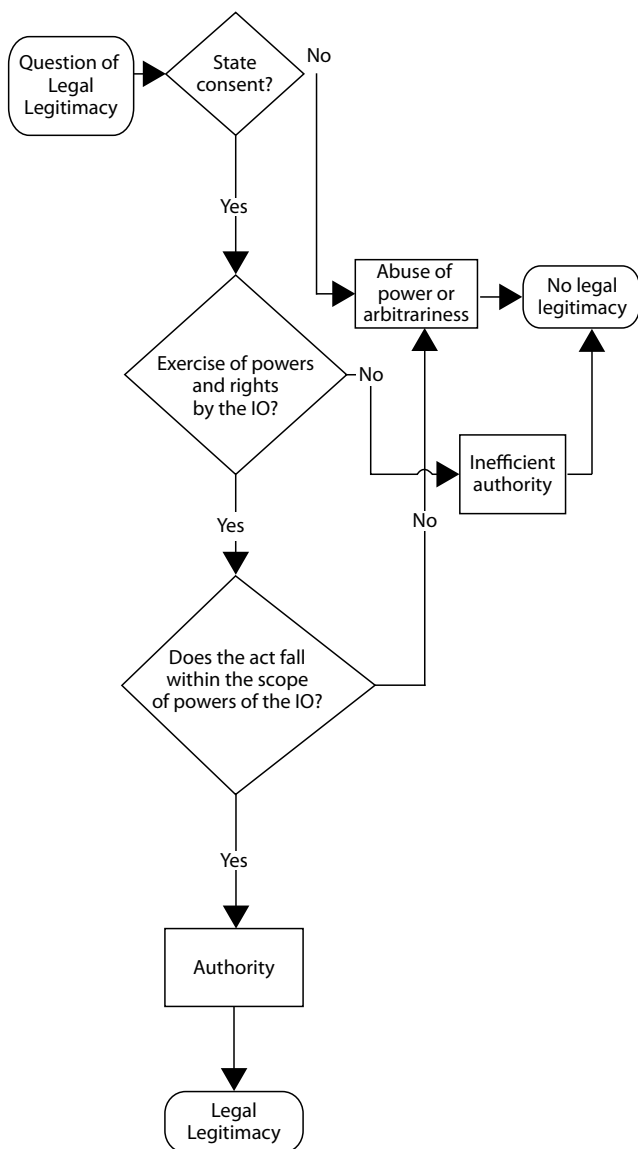 Question of
Legal
Legitimacy
State
consent?
No
Yes
Abuse of
power or
arbitrariness
No legal
legitimacy
Exercise of powers
and rights
by the IO?
No
Inefficient
authority
Yes
No
Does the act fall
within the scope
of powers of the IO?
Yes
Authority
Legal
Legitimacy